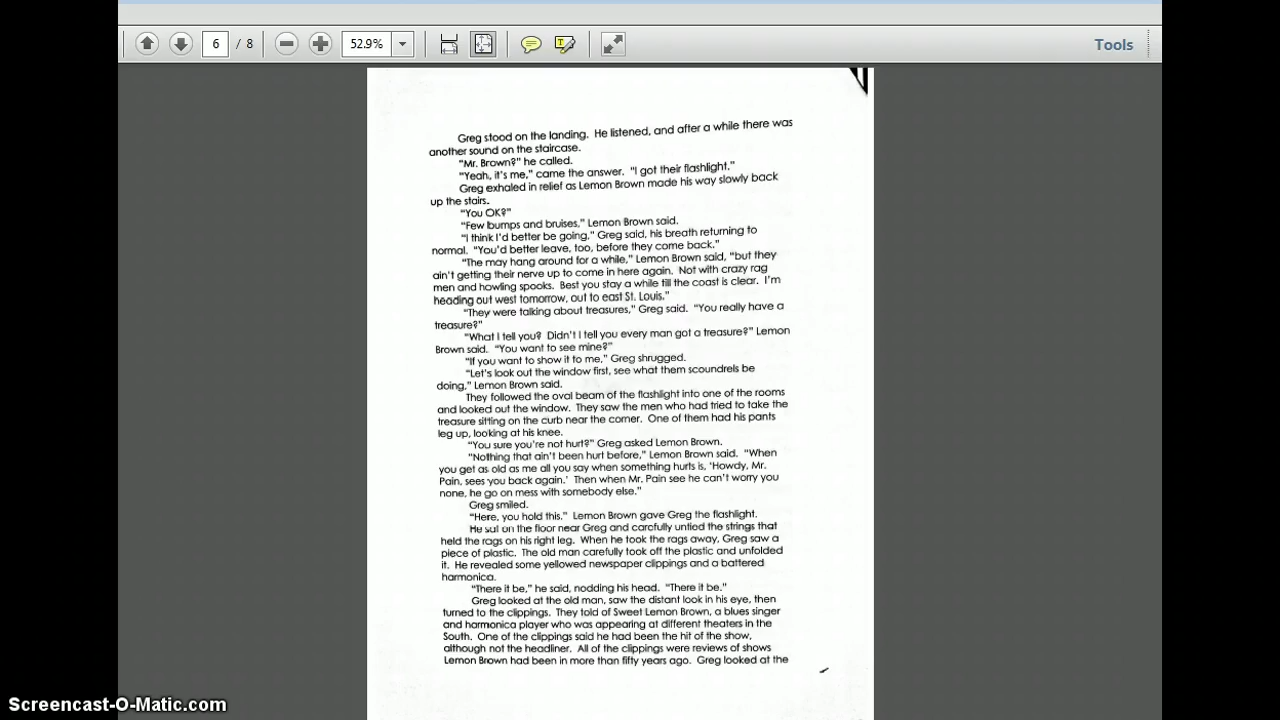 6 / 8 52.9% Tools
Greg stood on the landing. He listened, and after a while there was
another sound on the staircase.
"Mr. Brown?" he called.
"Yeah, it's me," came the answer. "I got their flashlight."
Greg exhaled in relief as Lemon Brown made his way slowly back
up the stairs.
"You OK?"
"Few bumps and bruises," Lemon Brown said.
"I think I'd better be going," Greg said, his breath returning to
normal. "You'd better leave, too, before they come back."
"The may hang around for a while," Lemon Brown said, "but they
ain't getting their nerve up to come in here again. Not with crazy rag
men and howling spooks. Best you stay a while till the coast is clear. I'm
heading out west tomorrow, out to east St. Louis."
"They were talking about treasures," Greg said. "You really have a
treasure?"
"What I tell you? Didn't I tell you every man got a treasure?" Lemon
Brown said. "You want to see mine?"
"If you want to show it to me," Greg shrugged.
"Let's look out the window first, see what them scoundrels be
doing," Lemon Brown said.
They followed the oval beam of the flashlight into one of the rooms
and looked out the window. They saw the men who had tried to take the
treasure sitting on the curb near the corner. One of them had his pants
leg up, looking at his knee.
"You sure you're not hurt?" Greg asked Lemon Brown.
"Nothing that ain't been hurt before," Lemon Brown said. "When
you get as old as me all you say when something hurts is, 'Howdy, Mr.
Pain, sees you back again.' Then when Mr. Pain see he can't worry you
none, he go on mess with somebody else."
Greg smiled.
"Here, you hold this." Lemon Brown gave Greg the flashlight.
He sat on the floor near Greg and carefully untied the strings that
held the rags on his right leg. When he took the rags away, Greg saw a
piece of plastic. The old man carefully took off the plastic and unfolded
it. He revealed some yellowed newspaper clippings and a battered
harmonica.
"There it be," he said, nodding his head. "There it be."
Greg looked at the old man, saw the distant look in his eye, then
turned to the clippings. They told of Sweet Lemon Brown, a blues singer
and harmonica player who was appearing at different theaters in the
South. One of the clippings said he had been the hit of the show,
although not the headliner. All of the clippings were reviews of shows
Lemon Brown had been in more than fifty years ago. Greg looked at the
Screencast-O-Matic.com